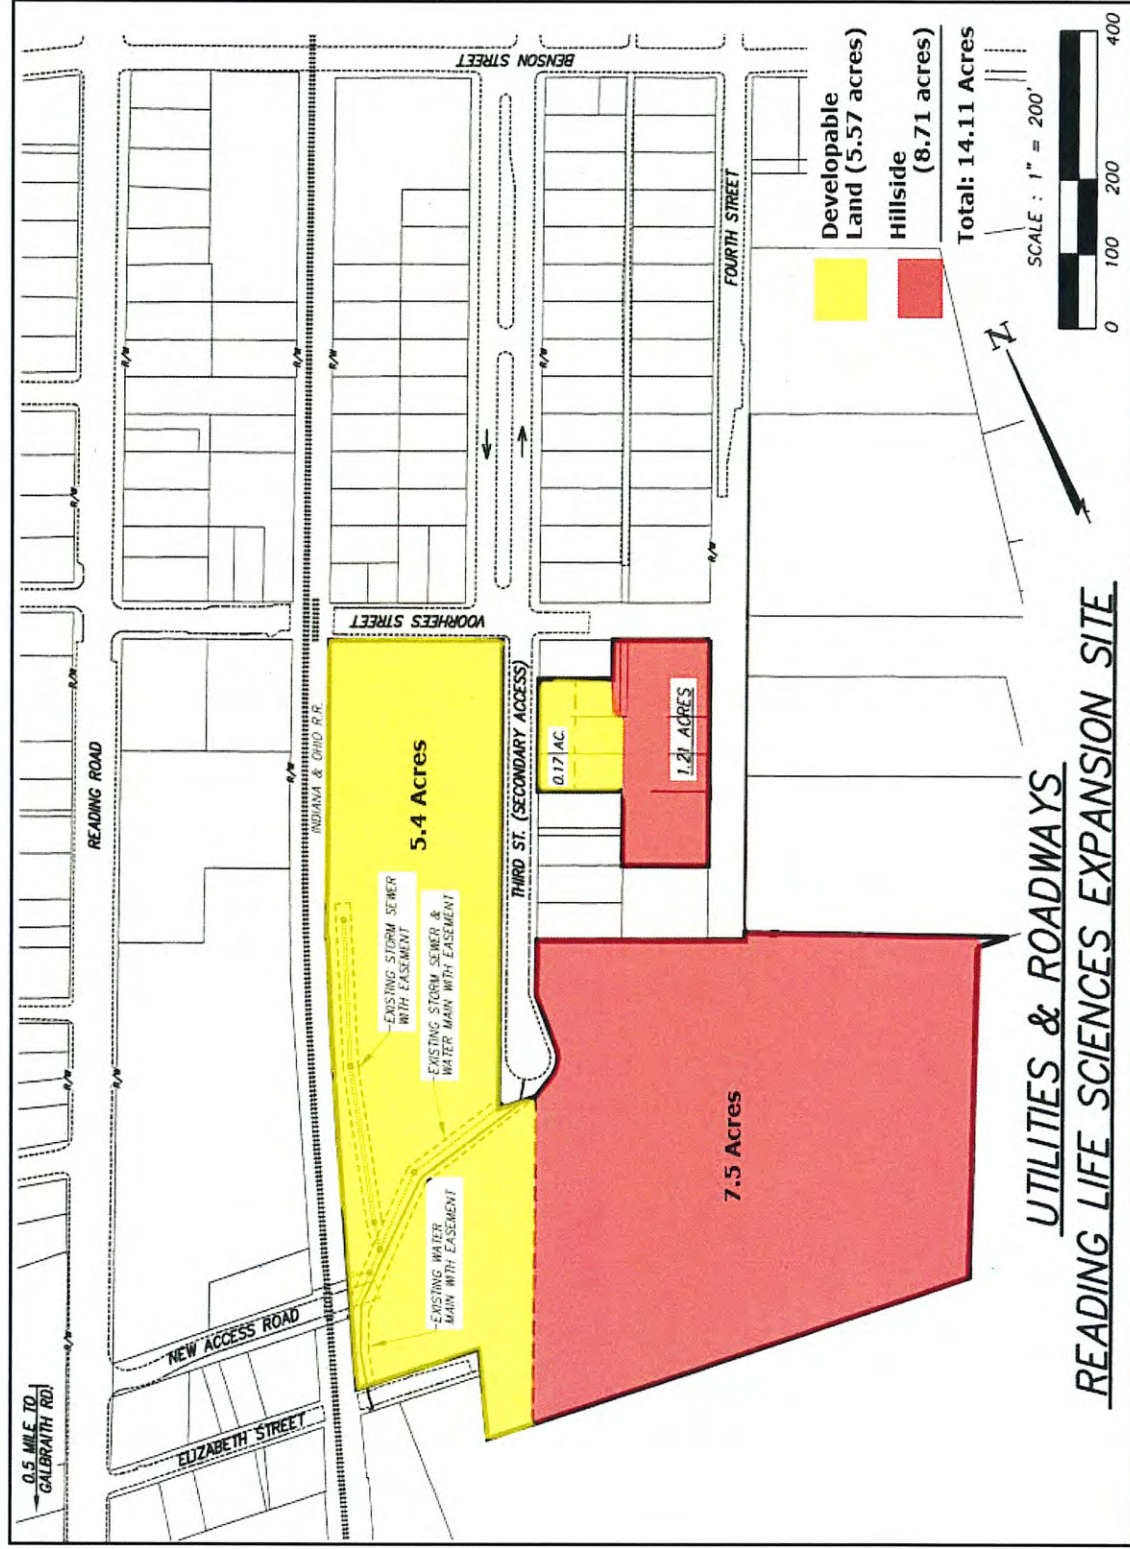 0.5 MILE TO
GALBRAITH RD.
ELIZABETH STREET
NEW ACCESS ROAD
READING ROAD
R/W
R/W
R/W
R/W
R/W
R/W
R/W
R/W
R/W
R/W
R/W
INDIANA & OHIO R.R.
VOORHEES STREET
BENSON STREET
EXISTING WATER
MAIN WITH EASEMENT
EXISTING STORM SEWER &
WATER MAIN WITH EASEMENT
EXISTING STORM SEWER
WITH EASEMENT
5.4 Acres
THIRD ST. (SECONDARY ACCESS)
0.17 AC.
1.21 ACRES
7.5 Acres
FOURTH STREET
Developable
Land (5.57 acres)
Hillside
(8.71 acres)
Total: 14.11 Acres
SCALE : 1" = 200'
0 100 200 400
N
UTILITIES & ROADWAYS
READING LIFE SCIENCES EXPANSION SITE